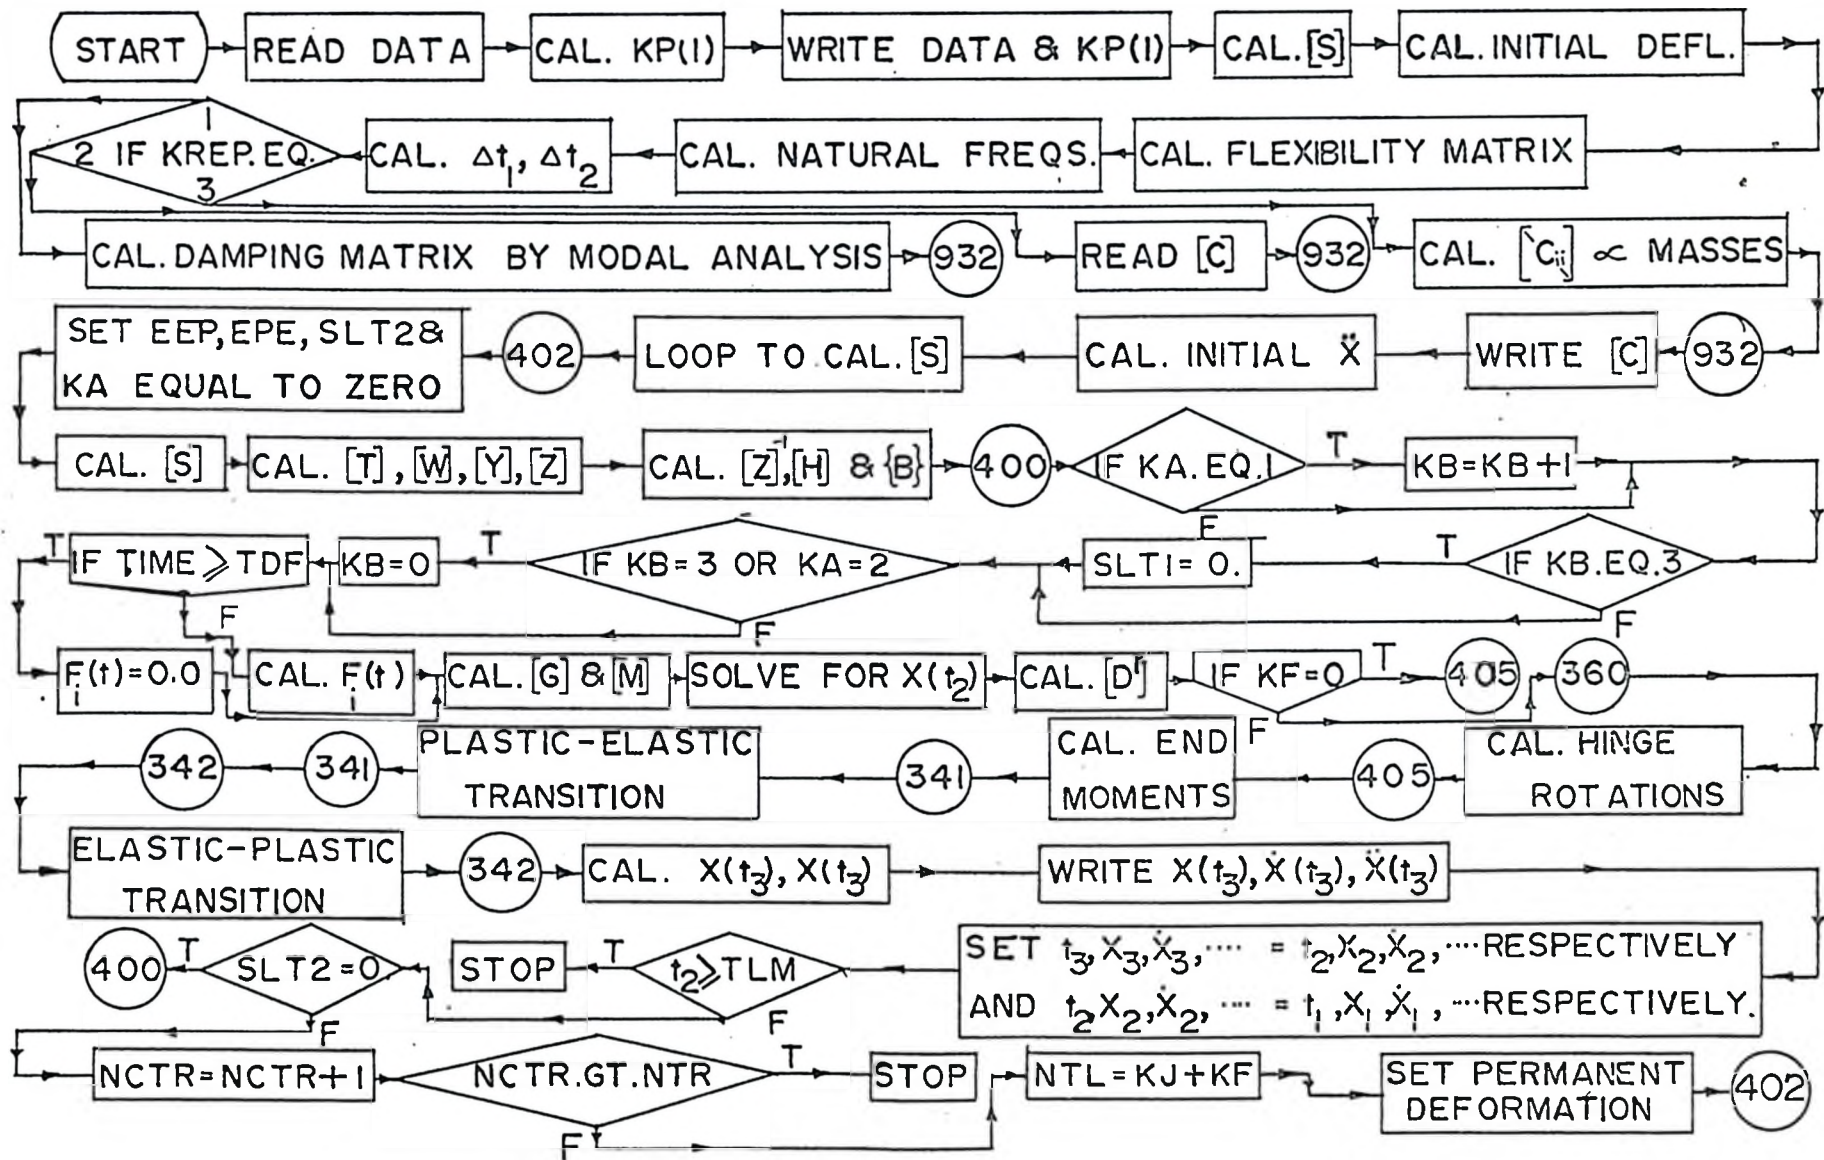 START
READ DATA
CAL. KP(I)
WRITE DATA & KP(I)
CAL.[S]
CAL.INITIAL DEFL.
1
2 IF KREP.EQ.
3
CAL. Δt₁, Δt₂
CAL. NATURAL FREQS.
CAL. FLEXIBILITY MATRIX
CAL.DAMPING MATRIX BY MODAL ANALYSIS
932
READ [C]
932
CAL. [Cᵢᵢ] ∝ MASSES
SET EEP,EPE, SLT2&
KA EQUAL TO ZERO
402
LOOP TO CAL.[S]
CAL. INITIAL Ẍ
WRITE [C]
932
CAL. [S]
CAL. [T],[W],[Y],[Z]
CAL. [Z]⁻¹,[H] & {B}
400
IF KA.EQ.1
T
KB=KB+1
F
T
IF TIME ≥ TDF
KB=0
T
IF KB=3 OR KA=2
SLT1=0.
T
IF KB.EQ.3
F
F
F
Fᵢ(t)=0.0
CAL. Fᵢ(t)
CAL.[G] & [M]
SOLVE FOR X(t₂)
CAL. [D']
IF KF=0
T
405
360
F
342
341
PLASTIC-ELASTIC
TRANSITION
341
CAL. END
MOMENTS
405
CAL. HINGE
ROTATIONS
ELASTIC-PLASTIC
TRANSITION
342
CAL. X(t₃), X(t₃)
WRITE X(t₃),Ẋ(t₃),Ẍ(t₃)
400
T
SLT2=0
STOP
T
t₂≥TLM
SET t₃,X₃,Ẋ₃,···· = t₂,X₂,Ẋ₂,····RESPECTIVELY
AND t₂X₂,Ẋ₂, ···· = t₁,X₁,Ẋ₁, ····RESPECTIVELY.
F
F
NCTR=NCTR+1
NCTR.GT.NTR
T
STOP
NTL=KJ+KF
SET PERMANENT
DEFORMATION
402
F